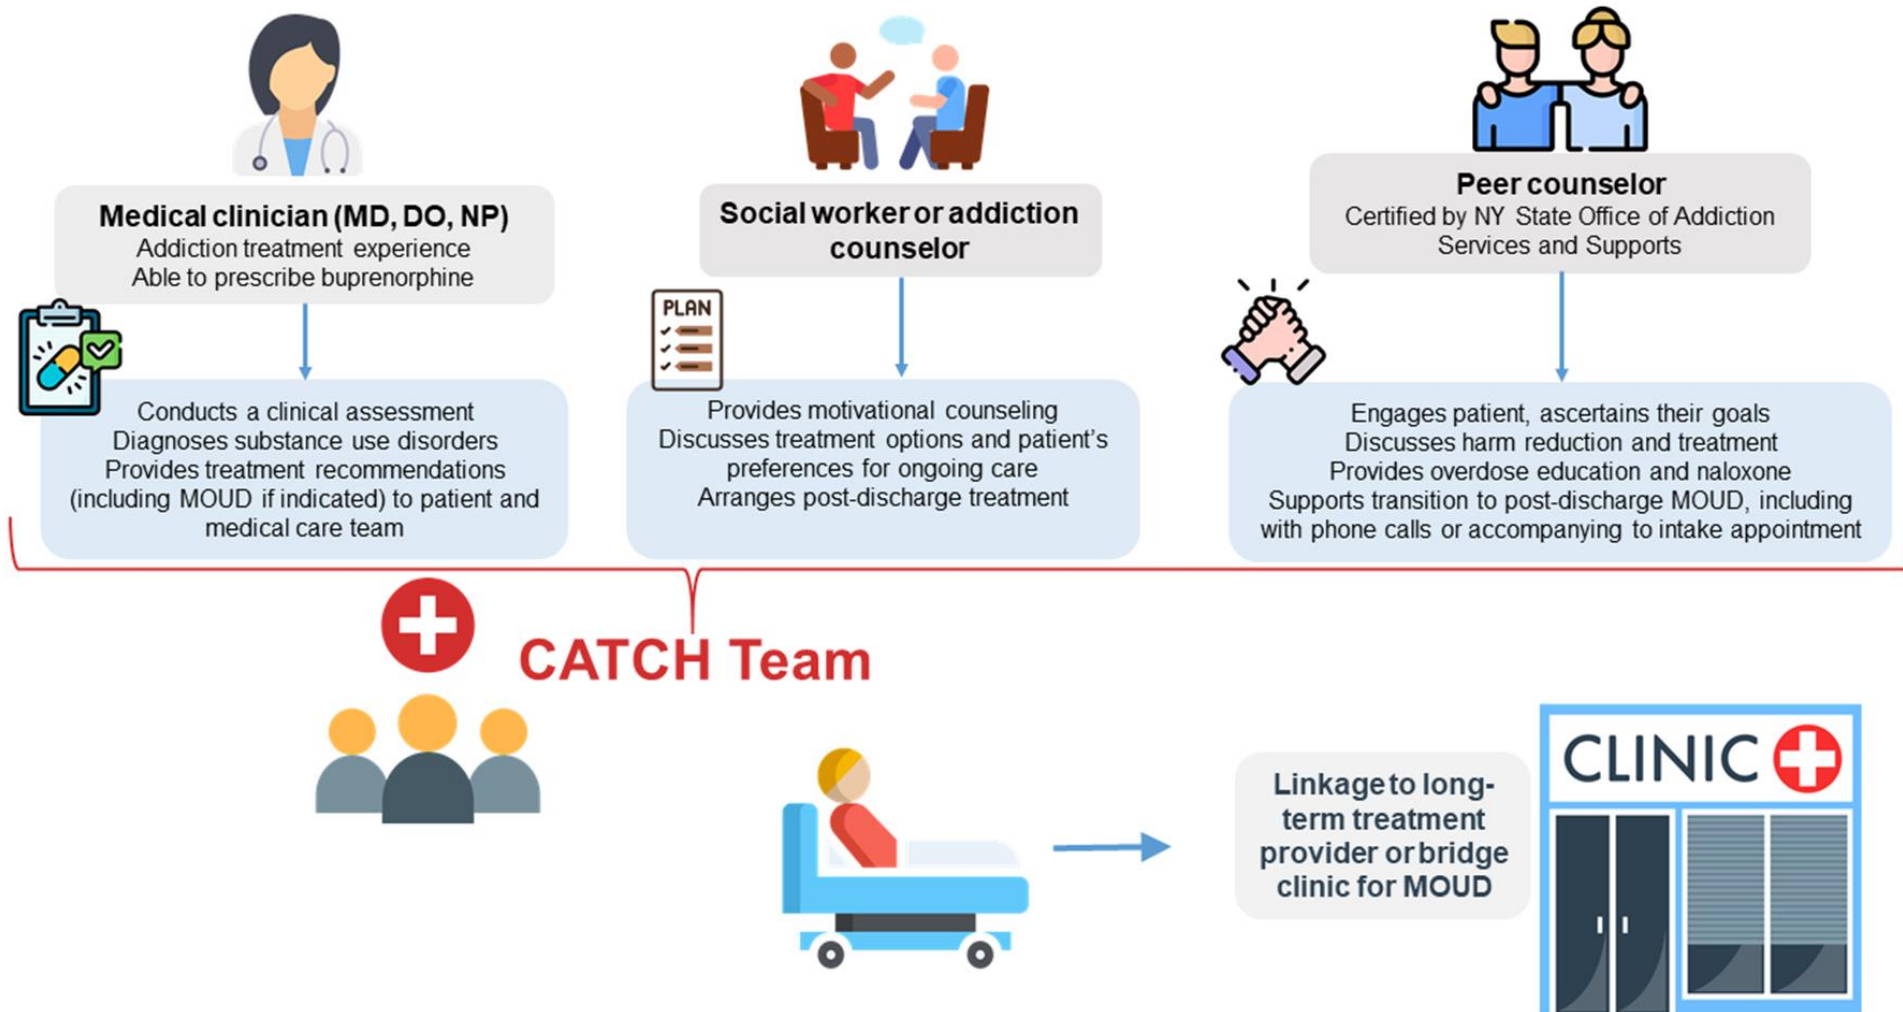 Medical clinician (MD, DO, NP)
Addiction treatment experience
Able to prescribe buprenorphine
Social worker or addiction
counselor
Peer counselor
Certified by NY State Office of Addiction
Services and Supports
PLAN
Conducts a clinical assessment
Diagnoses substance use disorders
Provides treatment recommendations
(including MOUD if indicated) to patient and
medical care team
Provides motivational counseling
Discusses treatment options and patient's
preferences for ongoing care
Arranges post-discharge treatment
Engages patient, ascertains their goals
Discusses harm reduction and treatment
Provides overdose education and naloxone
Supports transition to post-discharge MOUD, including
with phone calls or accompanying to intake appointment
CATCH Team
Linkage to long-
term treatment
provider or bridge
clinic for MOUD
CLINIC